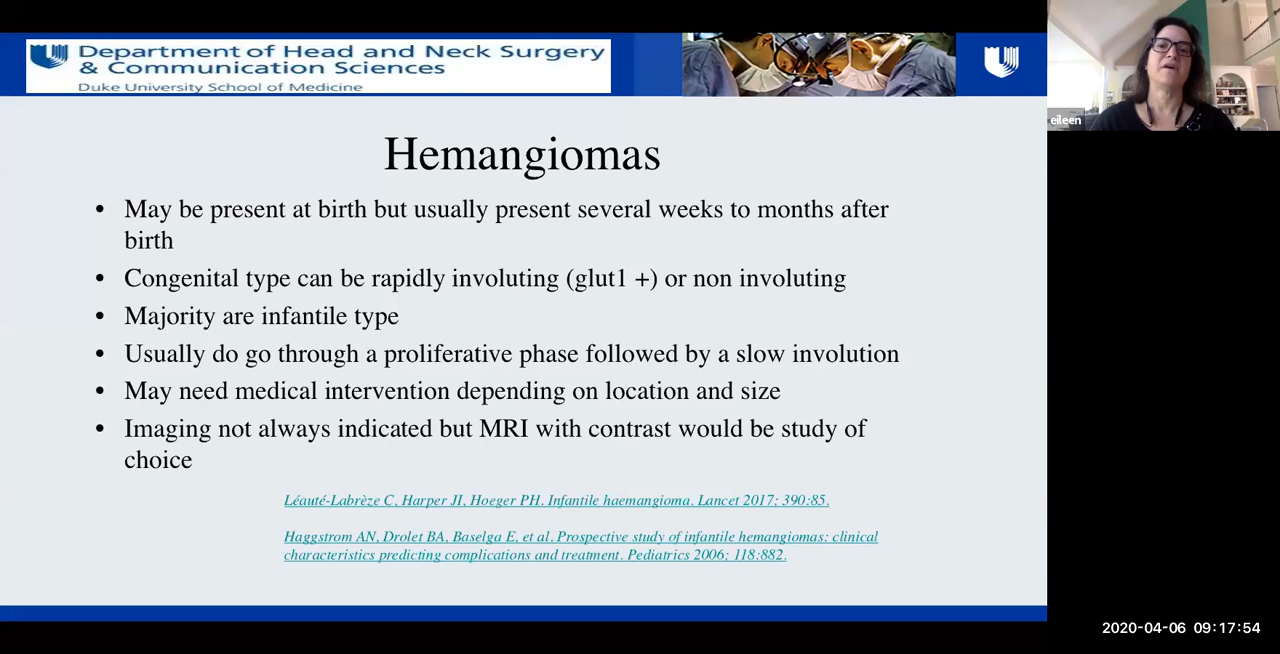 Department of Head and Neck Surgery
& Communication Sciences
Duke University School of Medicine
eileen
Hemangiomas
• May be present at birth but usually present several weeks to months after
birth
• Congenital type can be rapidly involuting (glut1 +) or non involuting
• Majority are infantile type
• Usually do go through a proliferative phase followed by a slow involution
• May need medical intervention depending on location and size
• Imaging not always indicated but MRI with contrast would be study of
choice
Léauté-Labrèze C, Harper JI, Hoeger PH. Infantile haemangioma. Lancet 2017; 390:85.
Haggstrom AN, Drolet BA, Baselga E, et al. Prospective study of infantile hemangiomas: clinical
characteristics predicting complications and treatment. Pediatrics 2006; 118:882.
2020-04-06 09:17:54